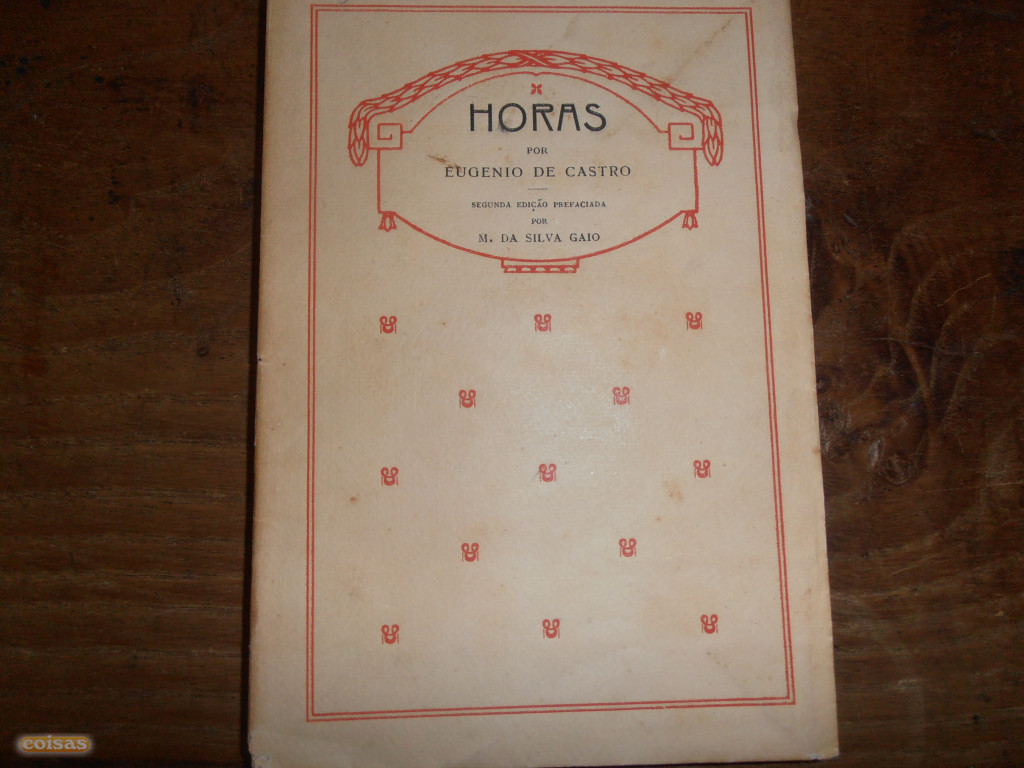 HORAS
POR
EUGENIO DE CASTRO
SEGUNDA EDIÇÃO PREFACIADA
POR
M. DA SILVA GAIO
coisas